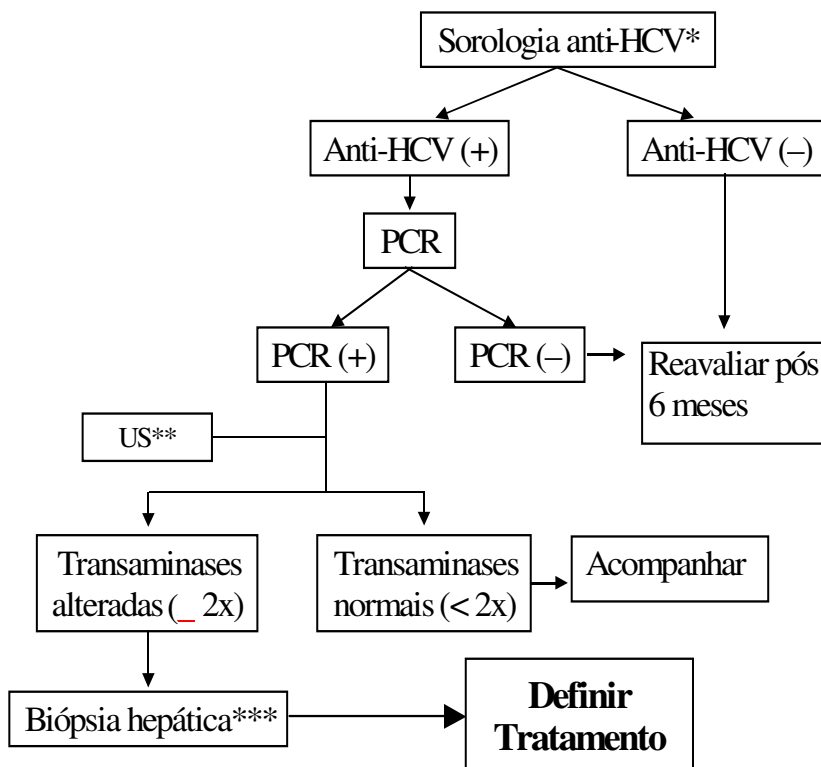 Sorologia anti-HCV*
Anti-HCV (+)
Anti-HCV (–)
PCR
PCR (+)
PCR (–)
Reavaliar pós
6 meses
US**
Transaminases
alteradas (_ 2x)
Transaminases
normais (< 2x)
Acompanhar
Biópsia hepática***
Definir
Tratamento